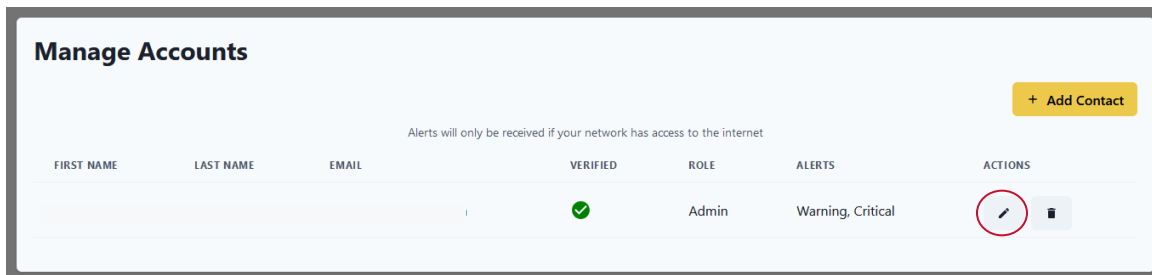 Manage Accounts
+ Add Contact
Alerts will only be received if your network has access to the internet
FIRST NAME LAST NAME EMAIL VERIFIED ROLE ALERTS ACTIONS
Admin Warning, Critical